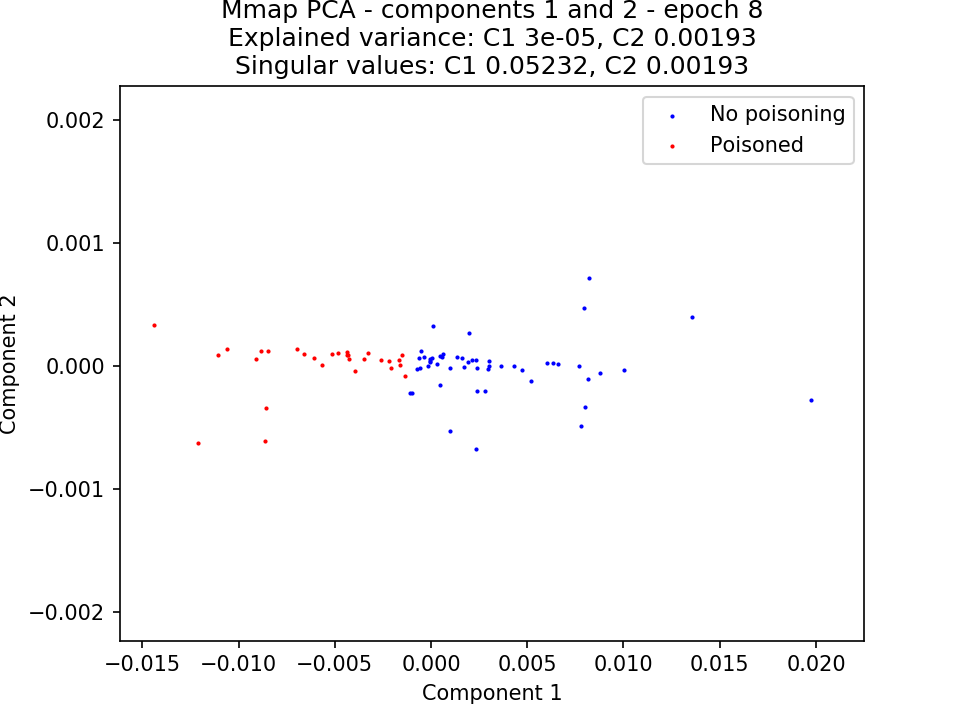 Mmap PCA - components 1 and 2 - epoch 8
Explained variance: C1 3e-05, C2 0.00193
Singular values: C1 0.05232, C2 0.00193
No poisoning
Poisoned
0.002
0.001
0.000
−0.001
−0.002
Component 2
−0.015 −0.010 −0.005 0.000 0.005 0.010 0.015 0.020
Component 1